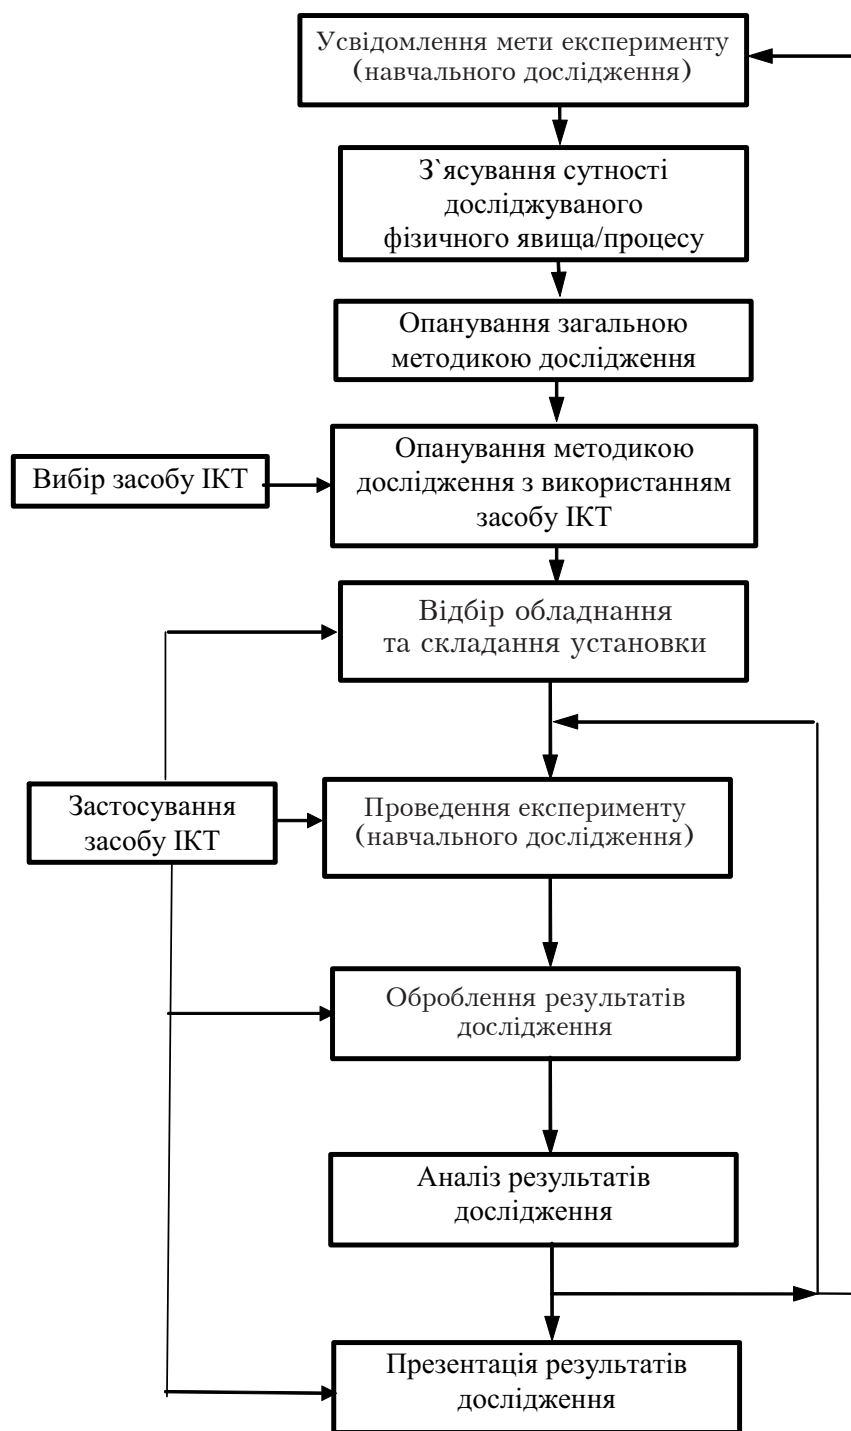 Усвідомлення мети експерименту
(навчального дослідження)
З`ясування сутності
досліджуваного
фізичного явища/процесу
Опанування загальною
методикою дослідження
Вибір засобу ІКТ
Опанування методикою
дослідження з використанням
засобу ІКТ
Відбір обладнання
та складання установки
Застосування
засобу ІКТ
Проведення експерименту
(навчального дослідження)
Оброблення результатів
дослідження
Аналіз результатів
дослідження
Презентація результатів
дослідження